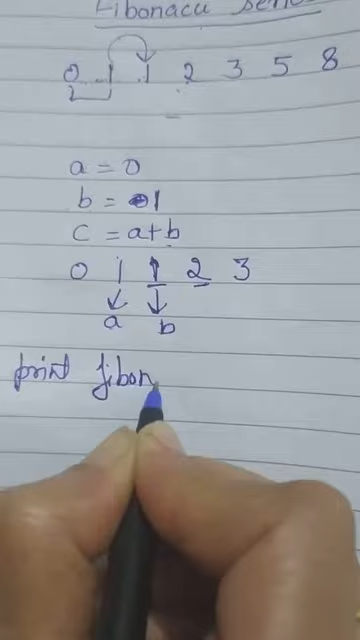 Fibonacci Series
0 1 1 2 3 5 8
a = 0
b = 1
c = a+b
0 1 1 2 3
a b
print fibon